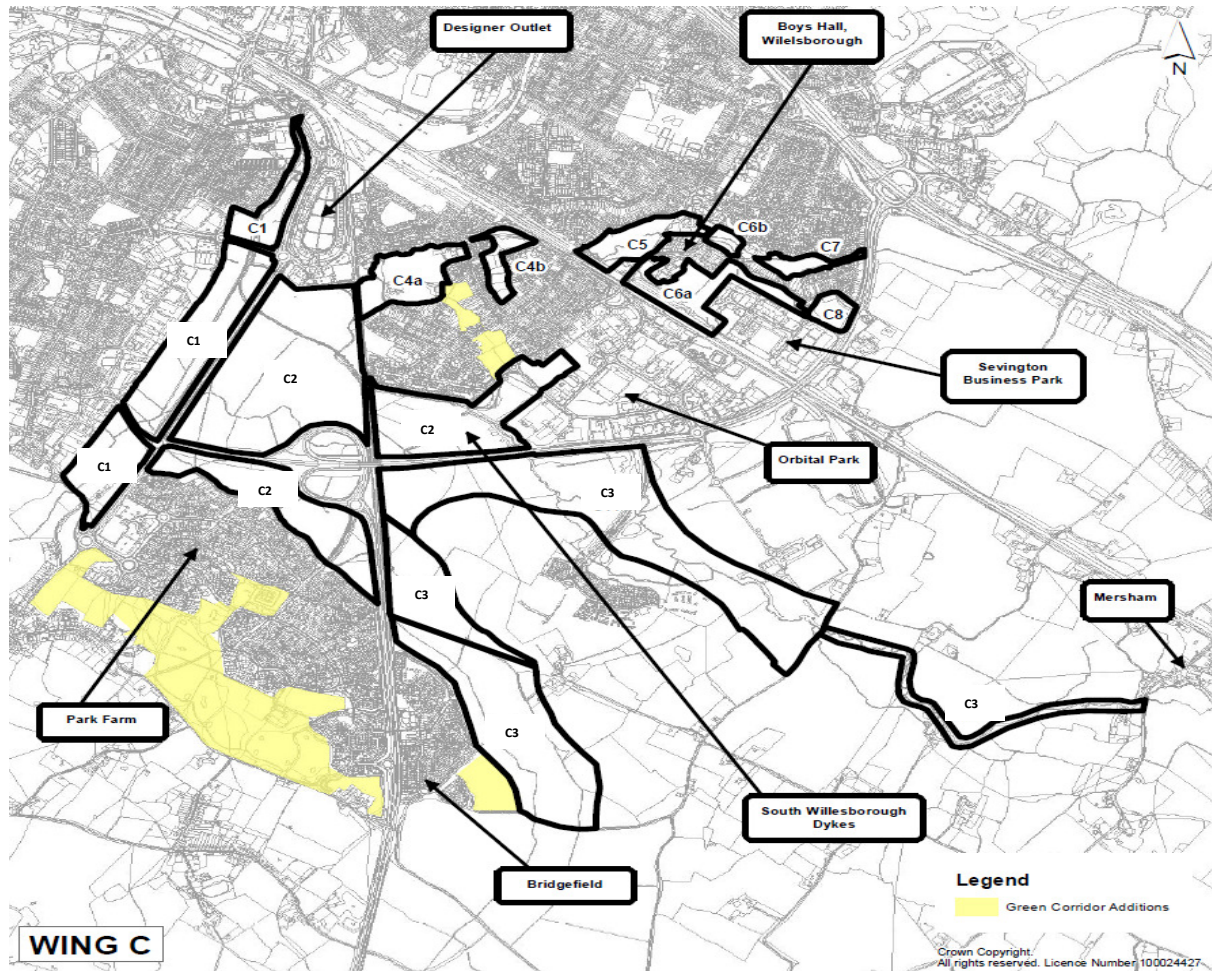 Designer Outlet
Boys Hall,
Wilelsborough
N
C1
C5
C6b
C7
C4a
C4b
C6a
C8
C1
C2
Sevington
Business Park
C2
C1
Orbital Park
C2
C3
C3
Mersham
Park Farm
C3
C3
South Willesborough
Dykes
Bridgefield
Legend
Green Corridor Additions
WING C
Crown Copyright.
All rights reserved. Licence Number 100024427